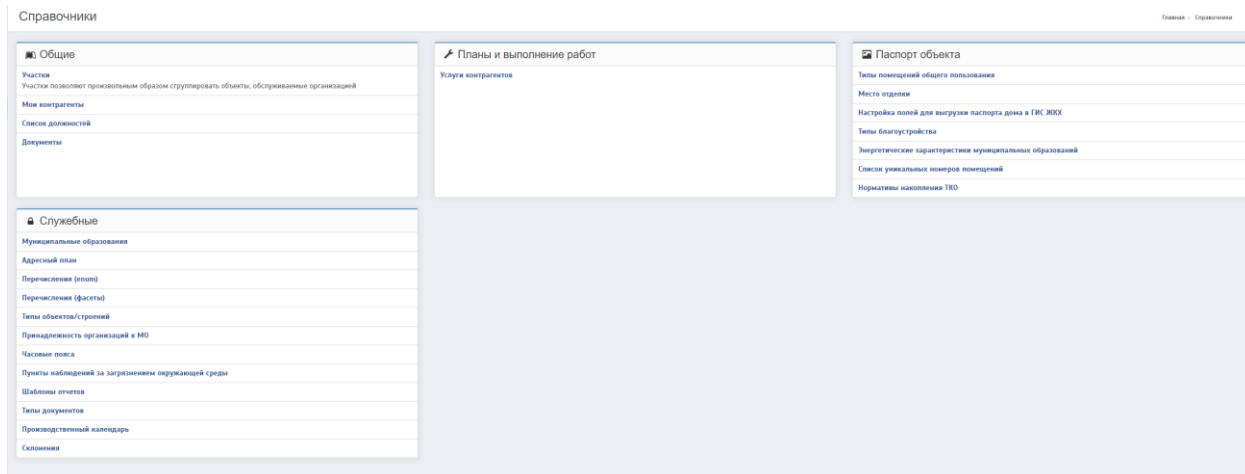 Справочники
Главная > Справочники
Общие
Участки
Участки позволяют произвольным образом сгруппировать объекты, обслуживаемые организацией
Мои контрагенты
Список должностей
Документы
Планы и выполнение работ
Услуги контрагентов
Паспорт объекта
Типы помещений общего пользования
Место отделки
Настройка полей для выгрузки паспорта дома в ГИС ЖКХ
Типы благоустройства
Энергетические характеристики муниципальных образований
Список уникальных номеров помещений
Нормативы накопления ТКО
Служебные
Муниципальные образования
Адресный план
Перечисления (enum)
Перечисления (фасеты)
Типы объектов/строений
Принадлежность организаций к МО
Часовые пояса
Пункты наблюдений за загрязнением окружающей среды
Шаблоны отчетов
Типы документов
Производственный календарь
Склонения